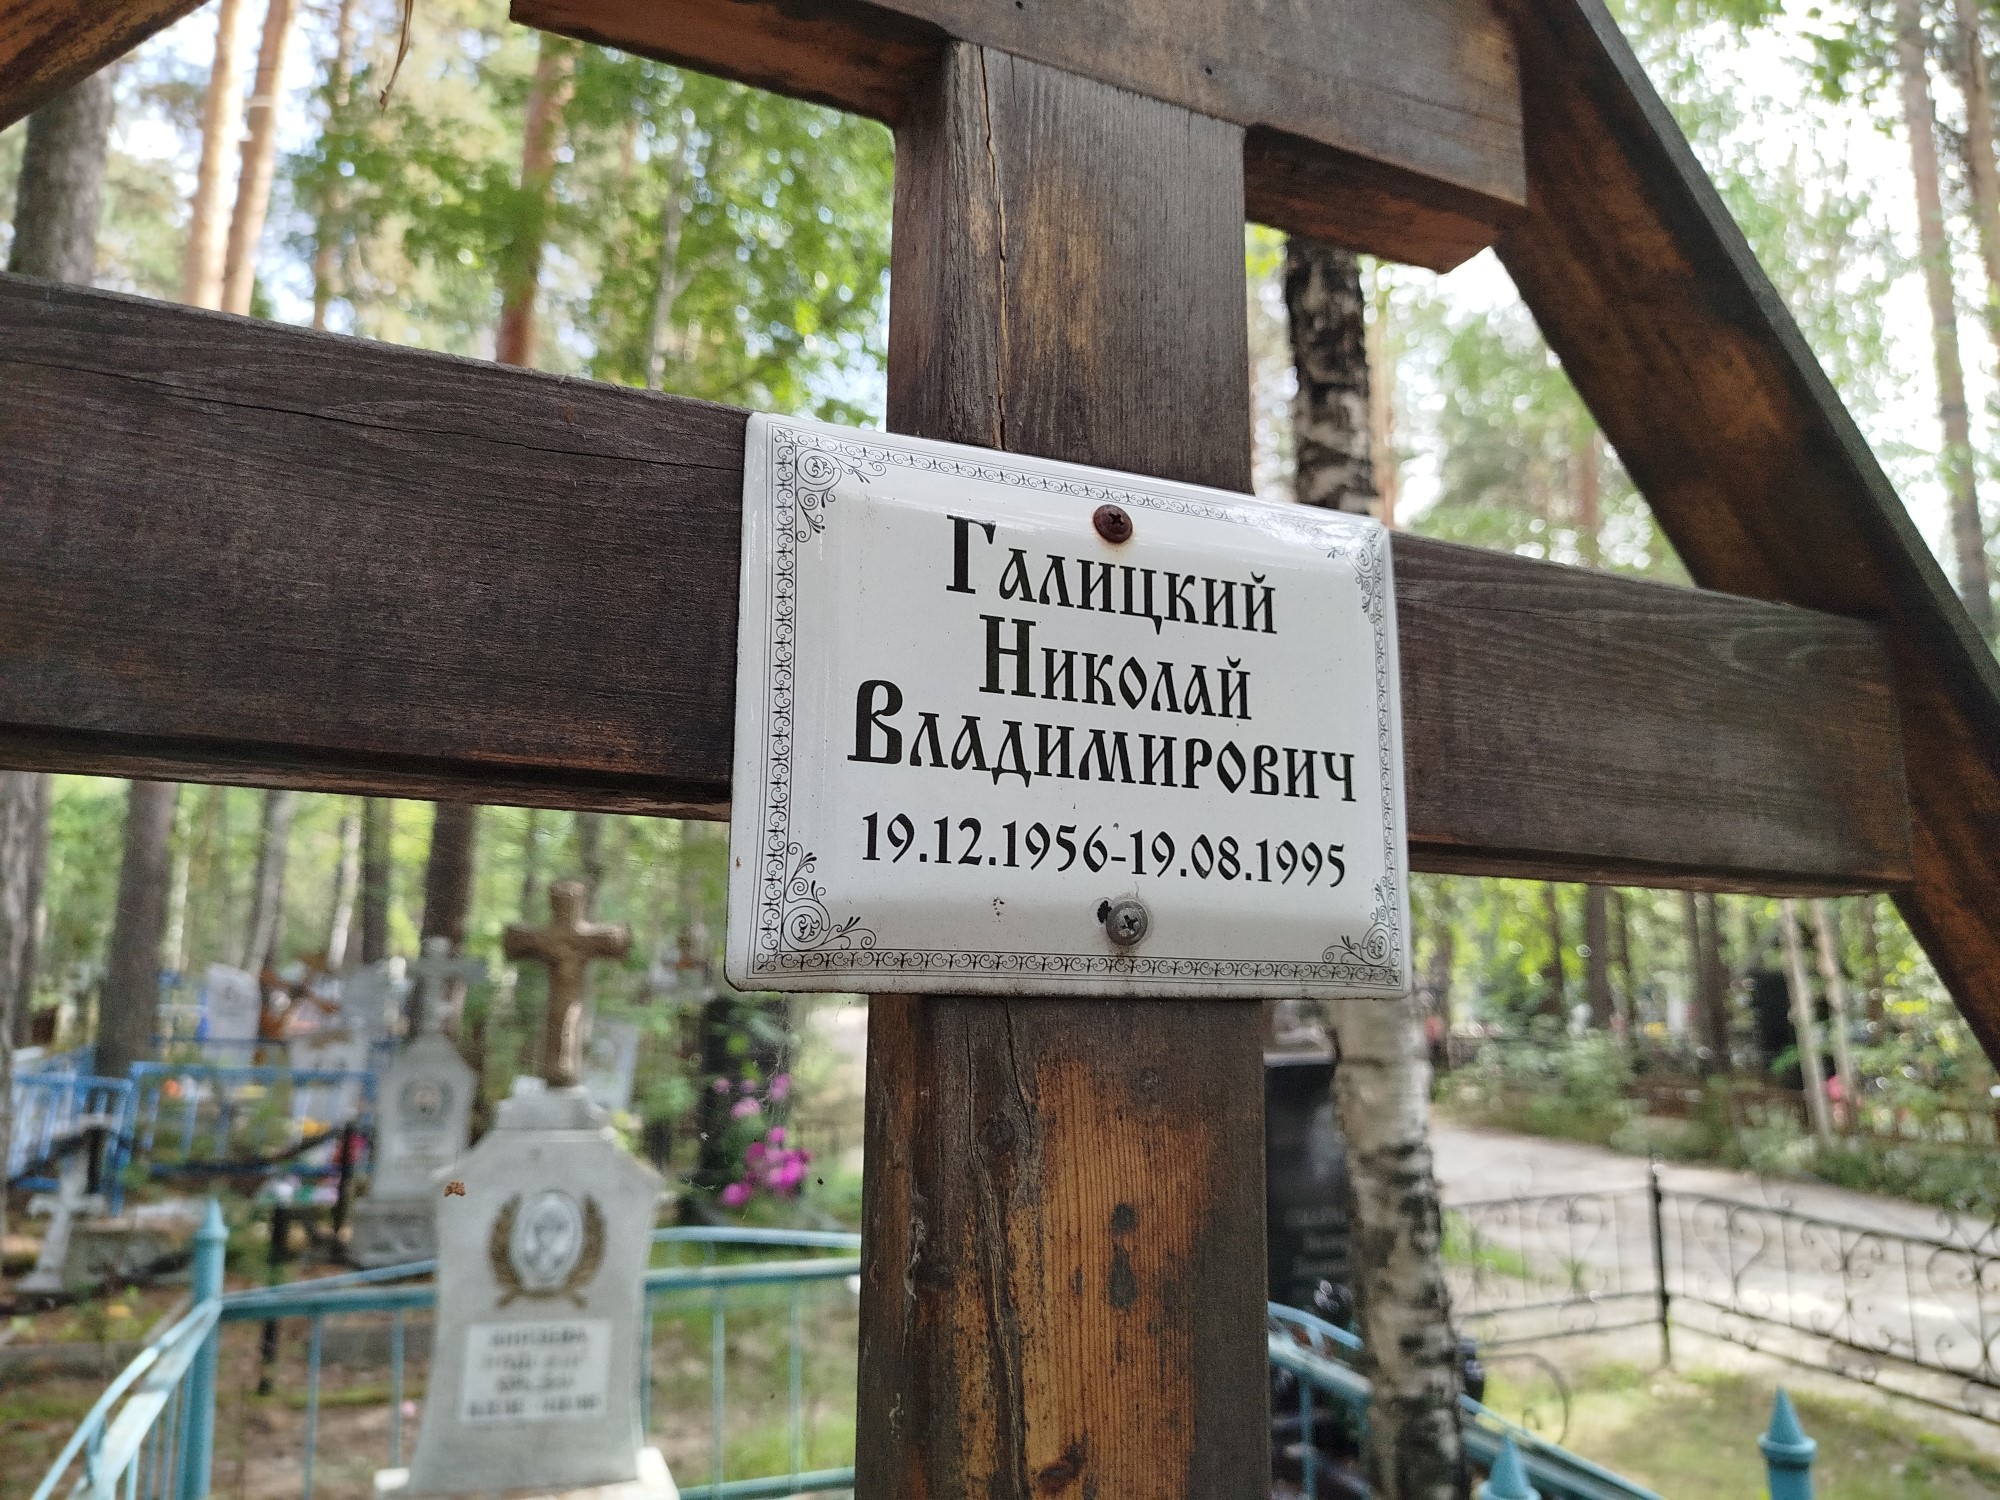 Галицкий
Николай
Владимирович
19.12.1956-19.08.1995